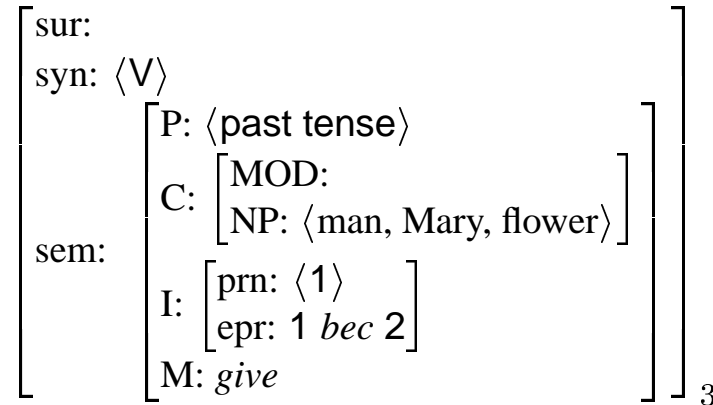 sur:
syn: ⟨V⟩
P: ⟨past tense⟩
C: MOD:
NP: ⟨man, Mary, flower⟩
sem:
I: prn: ⟨1⟩
epr: 1 bec 2
M: give
3